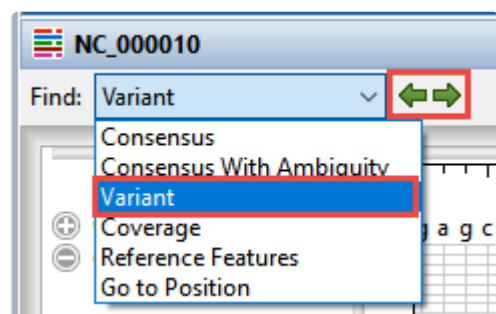 NC_000010
Find: Variant
Consensus
Consensus With Ambiguity
Variant
Coverage
Reference Features
Go to Position
a g c